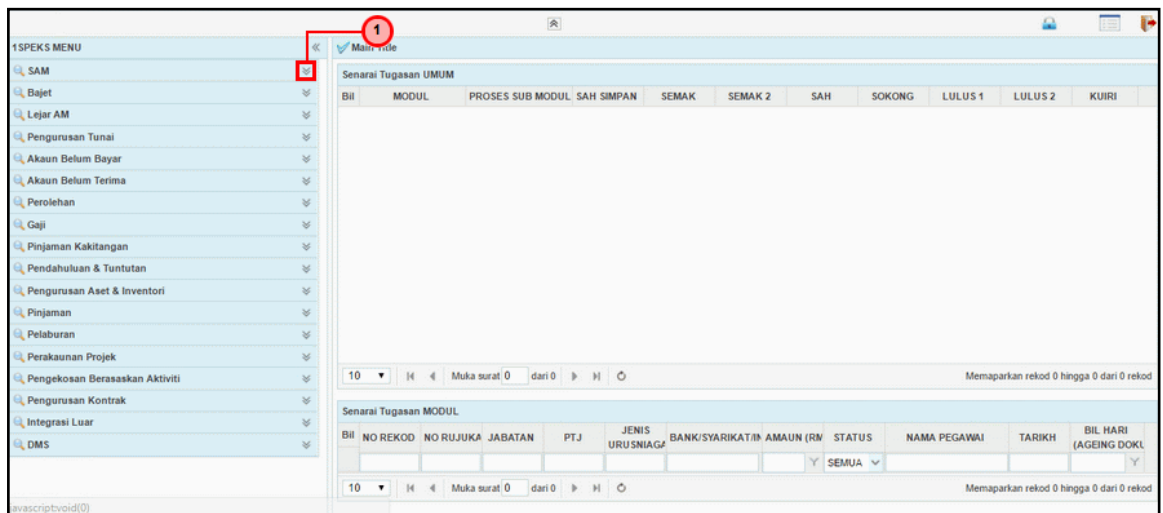 1
1SPEKS MENU
Main Title
SAM
Bajet
Lejar AM
Pengurusan Tunai
Akaun Belum Bayar
Akaun Belum Terima
Perolehan
Gaji
Pinjaman Kakitangan
Pendahuluan & Tuntutan
Pengurusan Aset & Inventori
Pinjaman
Pelaburan
Perakaunan Projek
Pengekosan Berasaskan Aktiviti
Pengurusan Kontrak
Integrasi Luar
DMS
Senarai Tugasan UMUM
Bil MODUL PROSES SUB MODUL SAH SIMPAN SEMAK SEMAK 2 SAH SOKONG LULUS 1 LULUS 2 KUIRI
10 Muka surat 0 dari 0 Memaparkan rekod 0 hingga 0 dari 0 rekod
Senarai Tugasan MODUL
Bil NO REKOD NO RUJUKA JABATAN PTJ JENIS URUSNIAGA BANK/SYARIKAT/IN AMAUN (RM STATUS NAMA PEGAWAI TARIKH BIL HARI (AGEING DOKU
SEMUA
10 Muka surat 0 dari 0 Memaparkan rekod 0 hingga 0 dari 0 rekod
avascript:void(0)